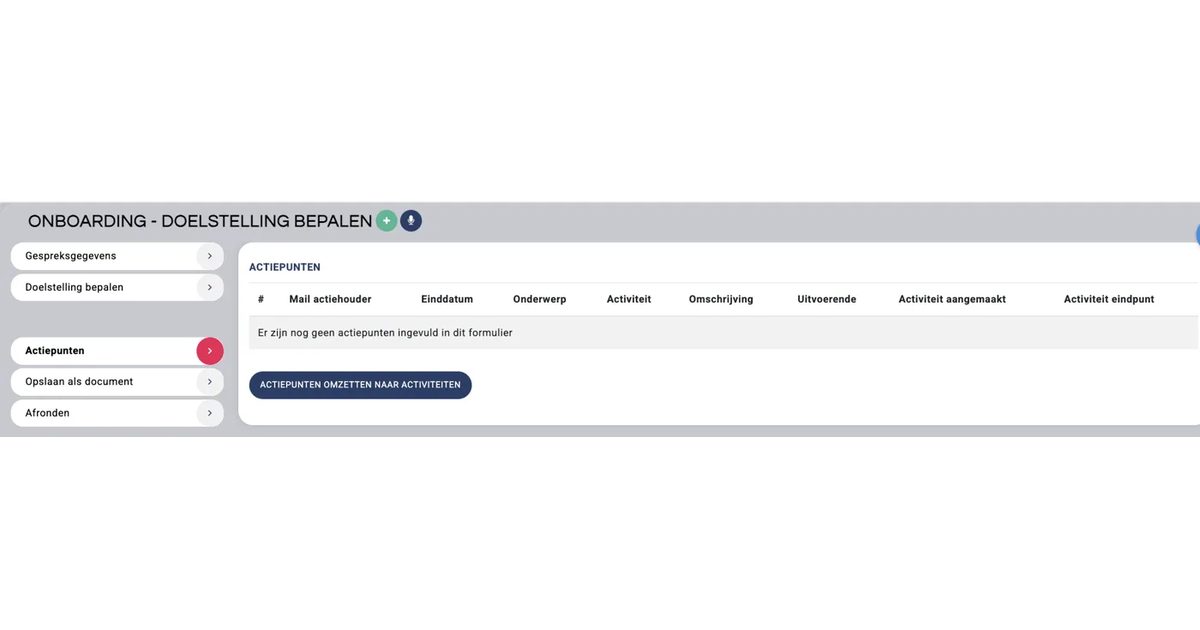 ONBOARDING - DOELSTELLING BEPALEN
Gespreksgegevens
Doelstelling bepalen
Actiepunten
Opslaan als document
Afronden
ACTIEPUNTEN
# Mail actiehouder Einddatum Onderwerp Activiteit Omschrijving Uitvoerende Activiteit aangemaakt Activiteit eindpunt
Er zijn nog geen actiepunten ingevuld in dit formulier
ACTIEPUNTEN OMZETTEN NAAR ACTIVITEITEN